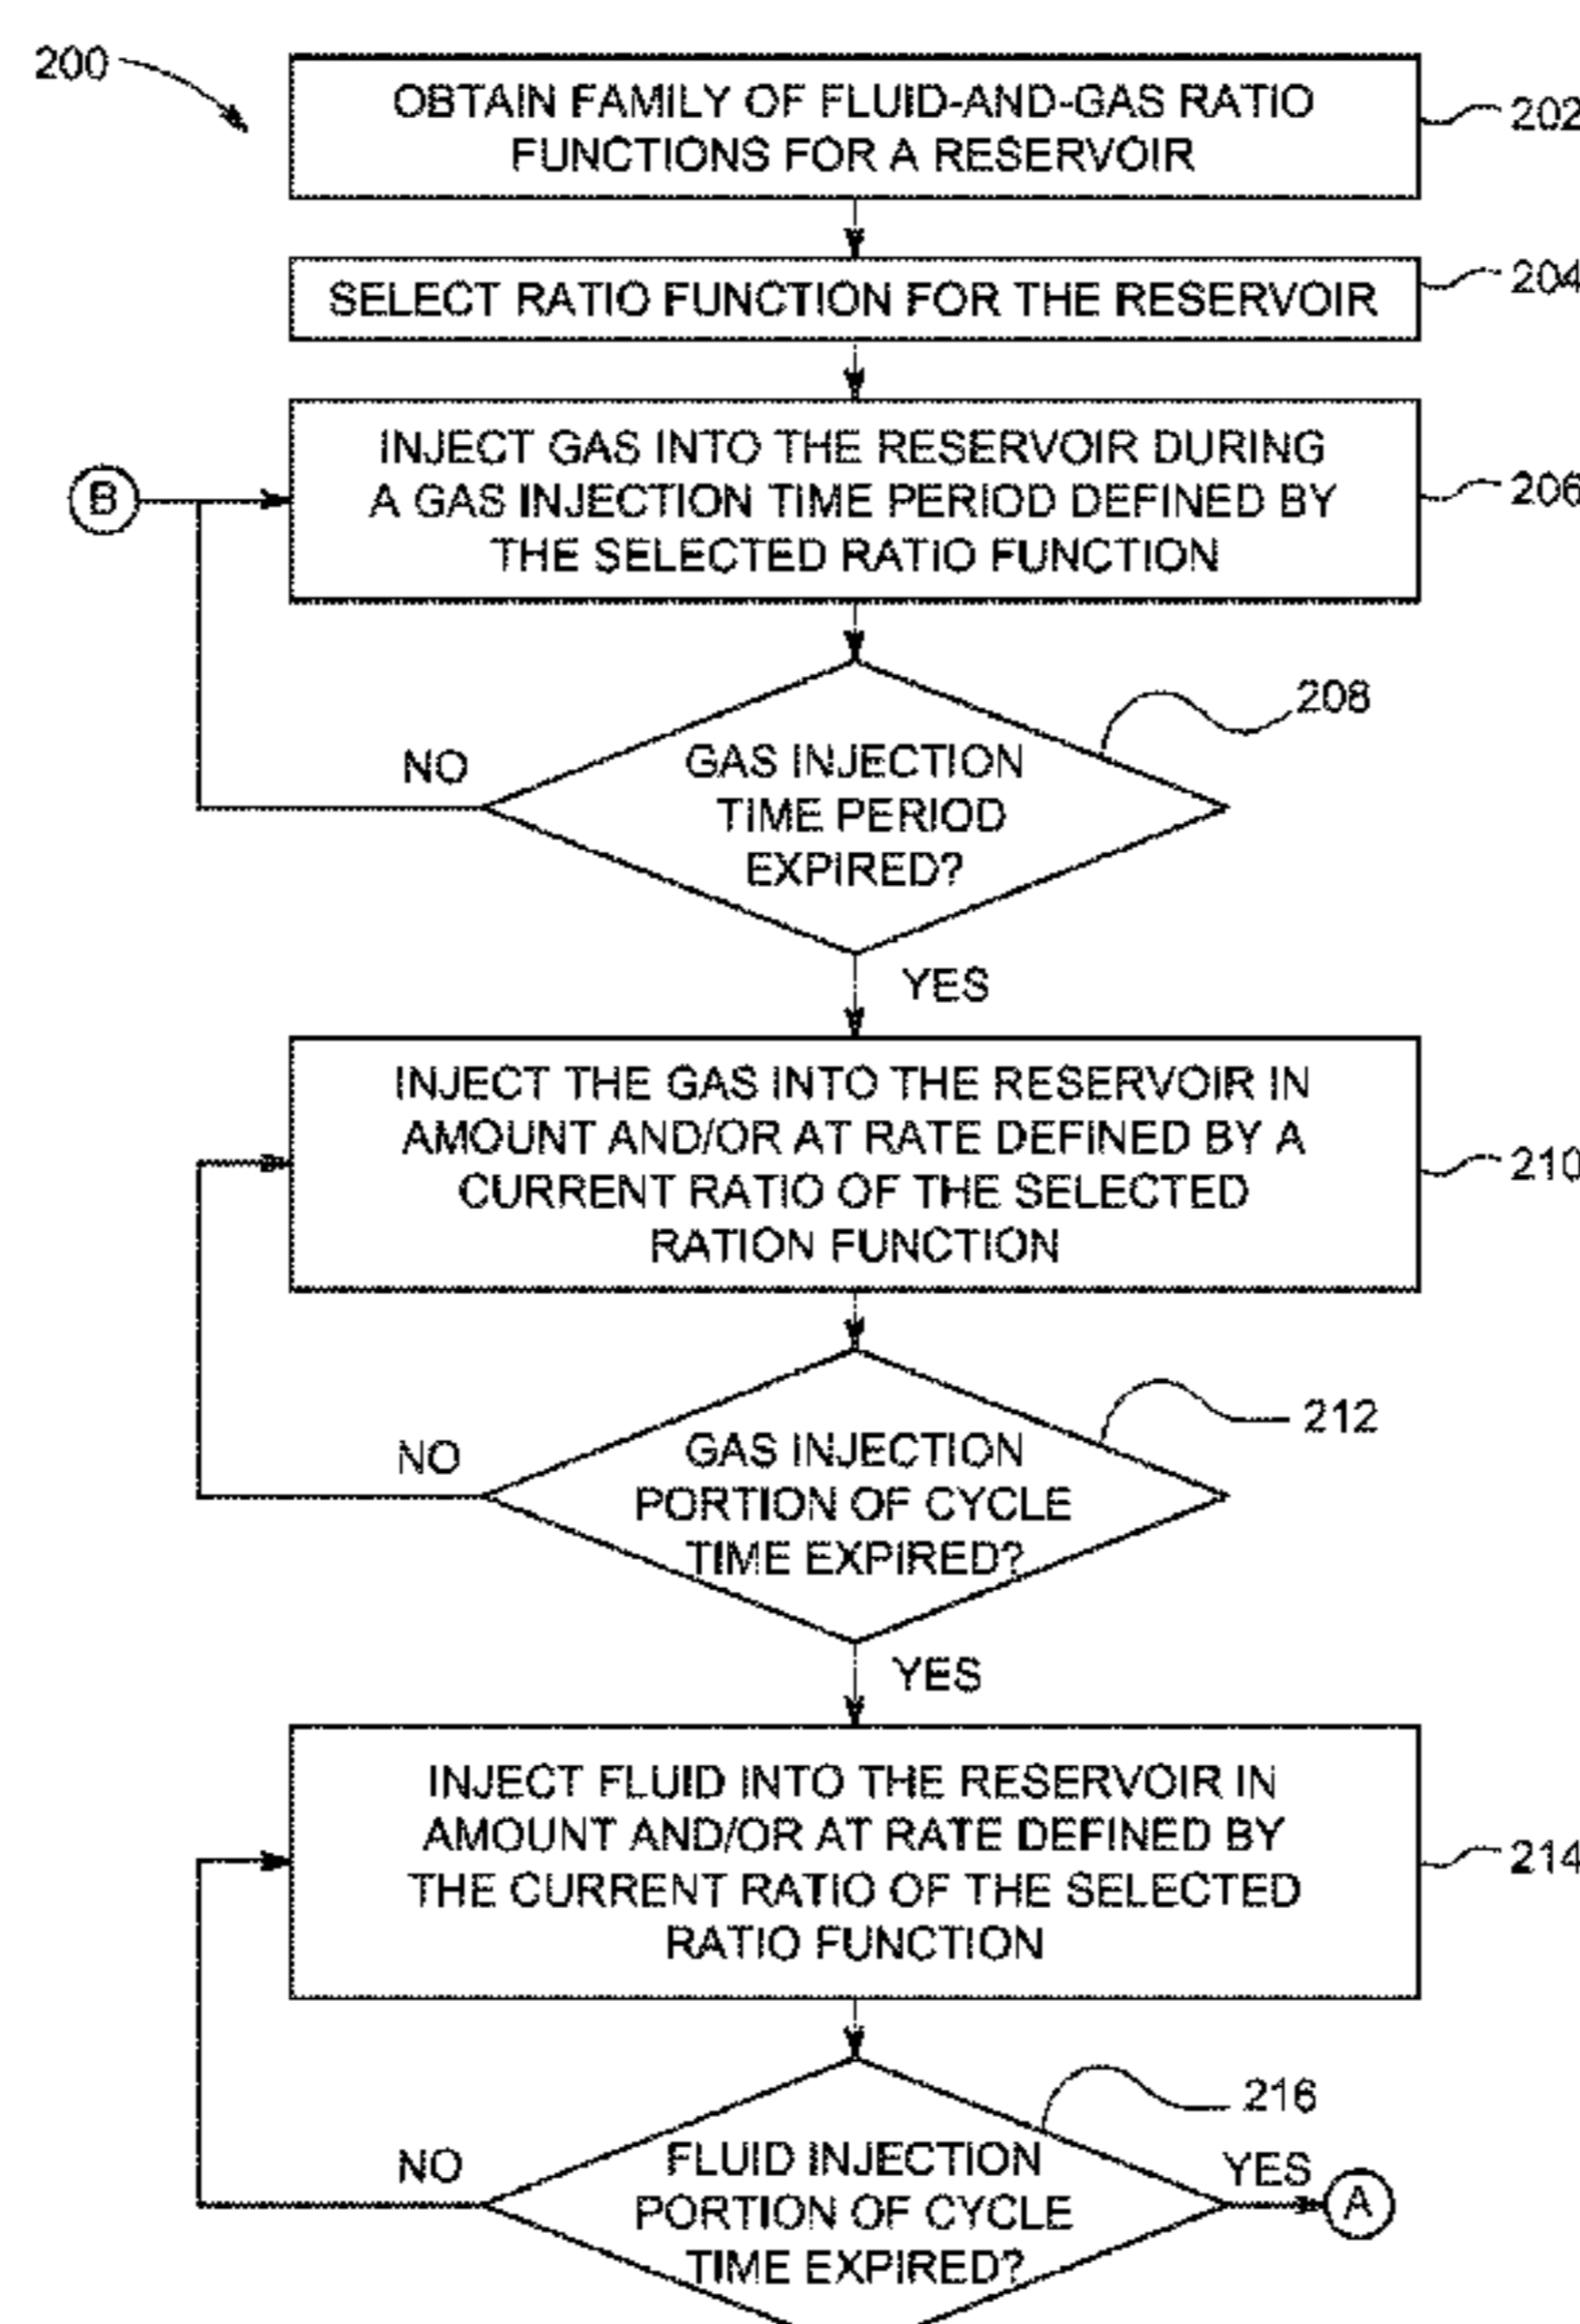 200
OBTAIN FAMILY OF FLUID-AND-GAS RATIO
FUNCTIONS FOR A RESERVOIR
202
SELECT RATIO FUNCTION FOR THE RESERVOIR
204
INJECT GAS INTO THE RESERVOIR DURING
A GAS INJECTION TIME PERIOD DEFINED BY
THE SELECTED RATIO FUNCTION
206
B
208
NO
GAS INJECTION
TIME PERIOD
EXPIRED?
YES
INJECT THE GAS INTO THE RESERVOIR IN
AMOUNT AND/OR AT RATE DEFINED BY A
CURRENT RATIO OF THE SELECTED
RATION FUNCTION
210
212
NO
GAS INJECTION
PORTION OF CYCLE
TIME EXPIRED?
YES
INJECT FLUID INTO THE RESERVOIR IN
AMOUNT AND/OR AT RATE DEFINED BY
THE CURRENT RATIO OF THE SELECTED
RATIO FUNCTION
214
216
NO
FLUID INJECTION
PORTION OF CYCLE
TIME EXPIRED?
YES
A